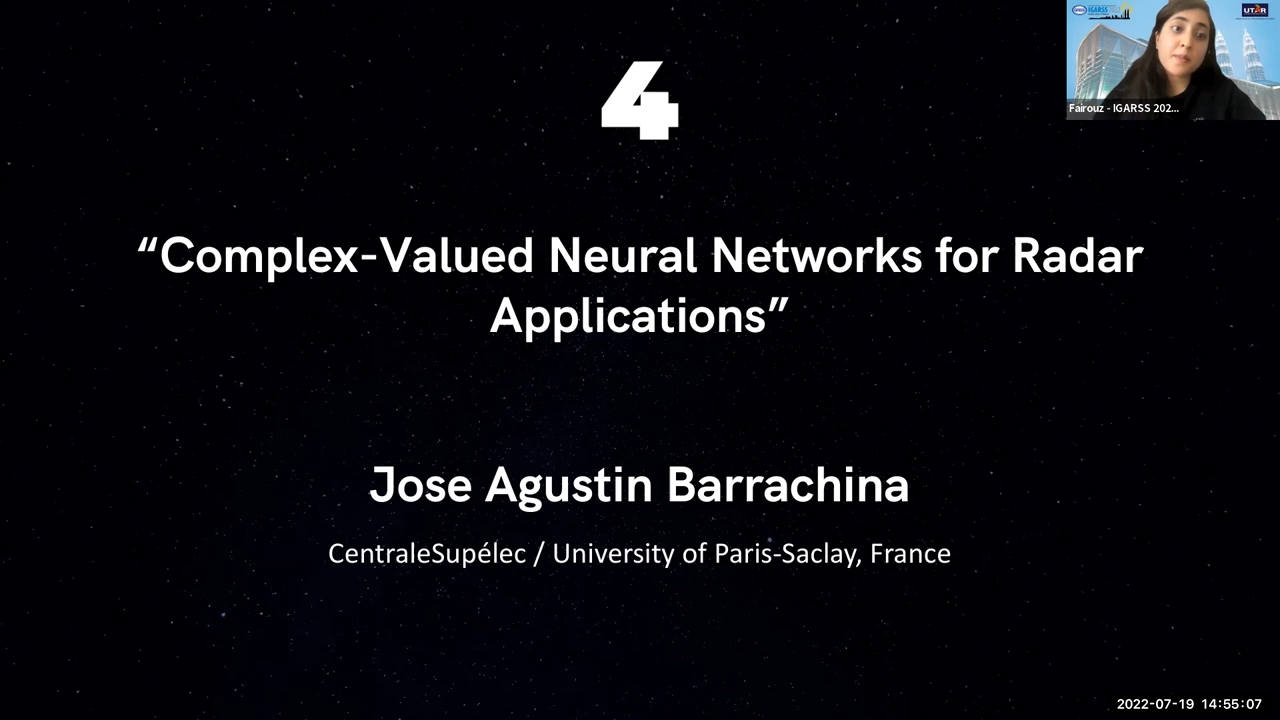 4
“Complex-Valued Neural Networks for Radar
Applications”
Jose Agustin Barrachina
CentraleSupélec / University of Paris-Saclay, France
IGARSS
UTAR
Fairouz - IGARSS 202...
2022-07-19 14:55:07